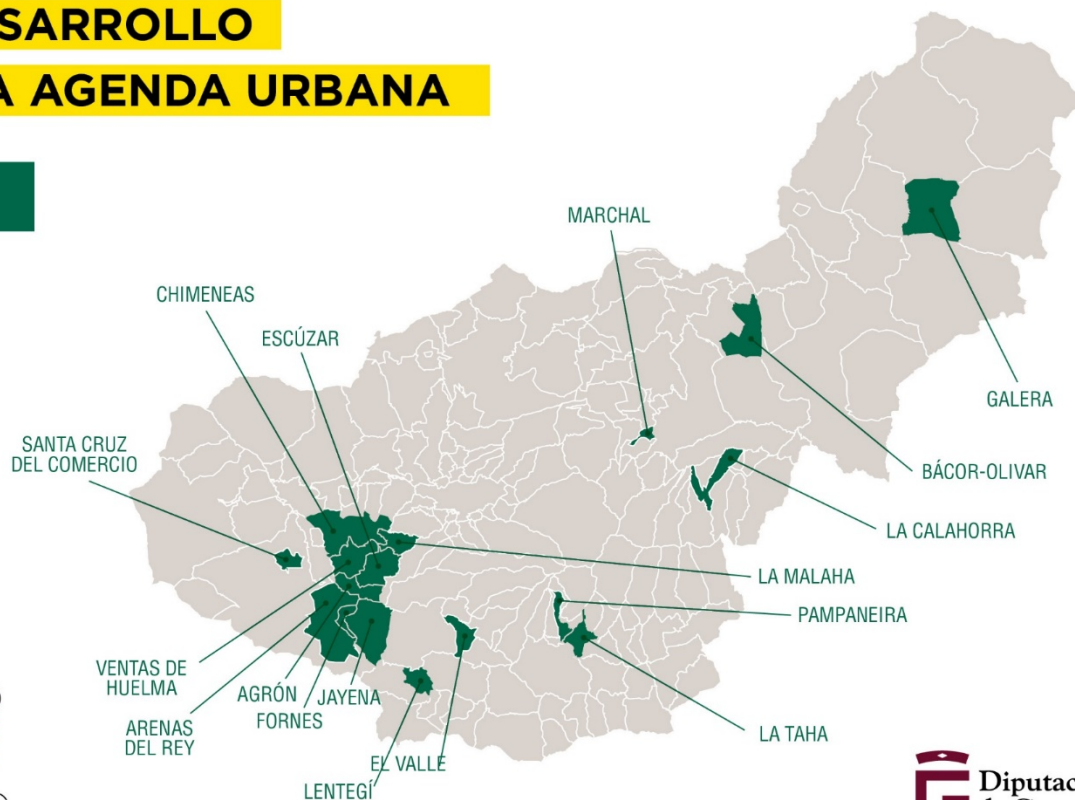 SARROLLO
A AGENDA URBANA
MARCHAL
CHIMENEAS
ESCÚZAR
GALERA
SANTA CRUZ
DEL COMERCIO
BÁCOR-OLIVAR
LA CALAHORRA
LA MALAHA
PAMPANEIRA
VENTAS DE
HUELMA
AGRÓN
JAYENA
FORNES
ARENAS
DEL REY
LA TAHA
EL VALLE
LENTEGÍ
Diputac